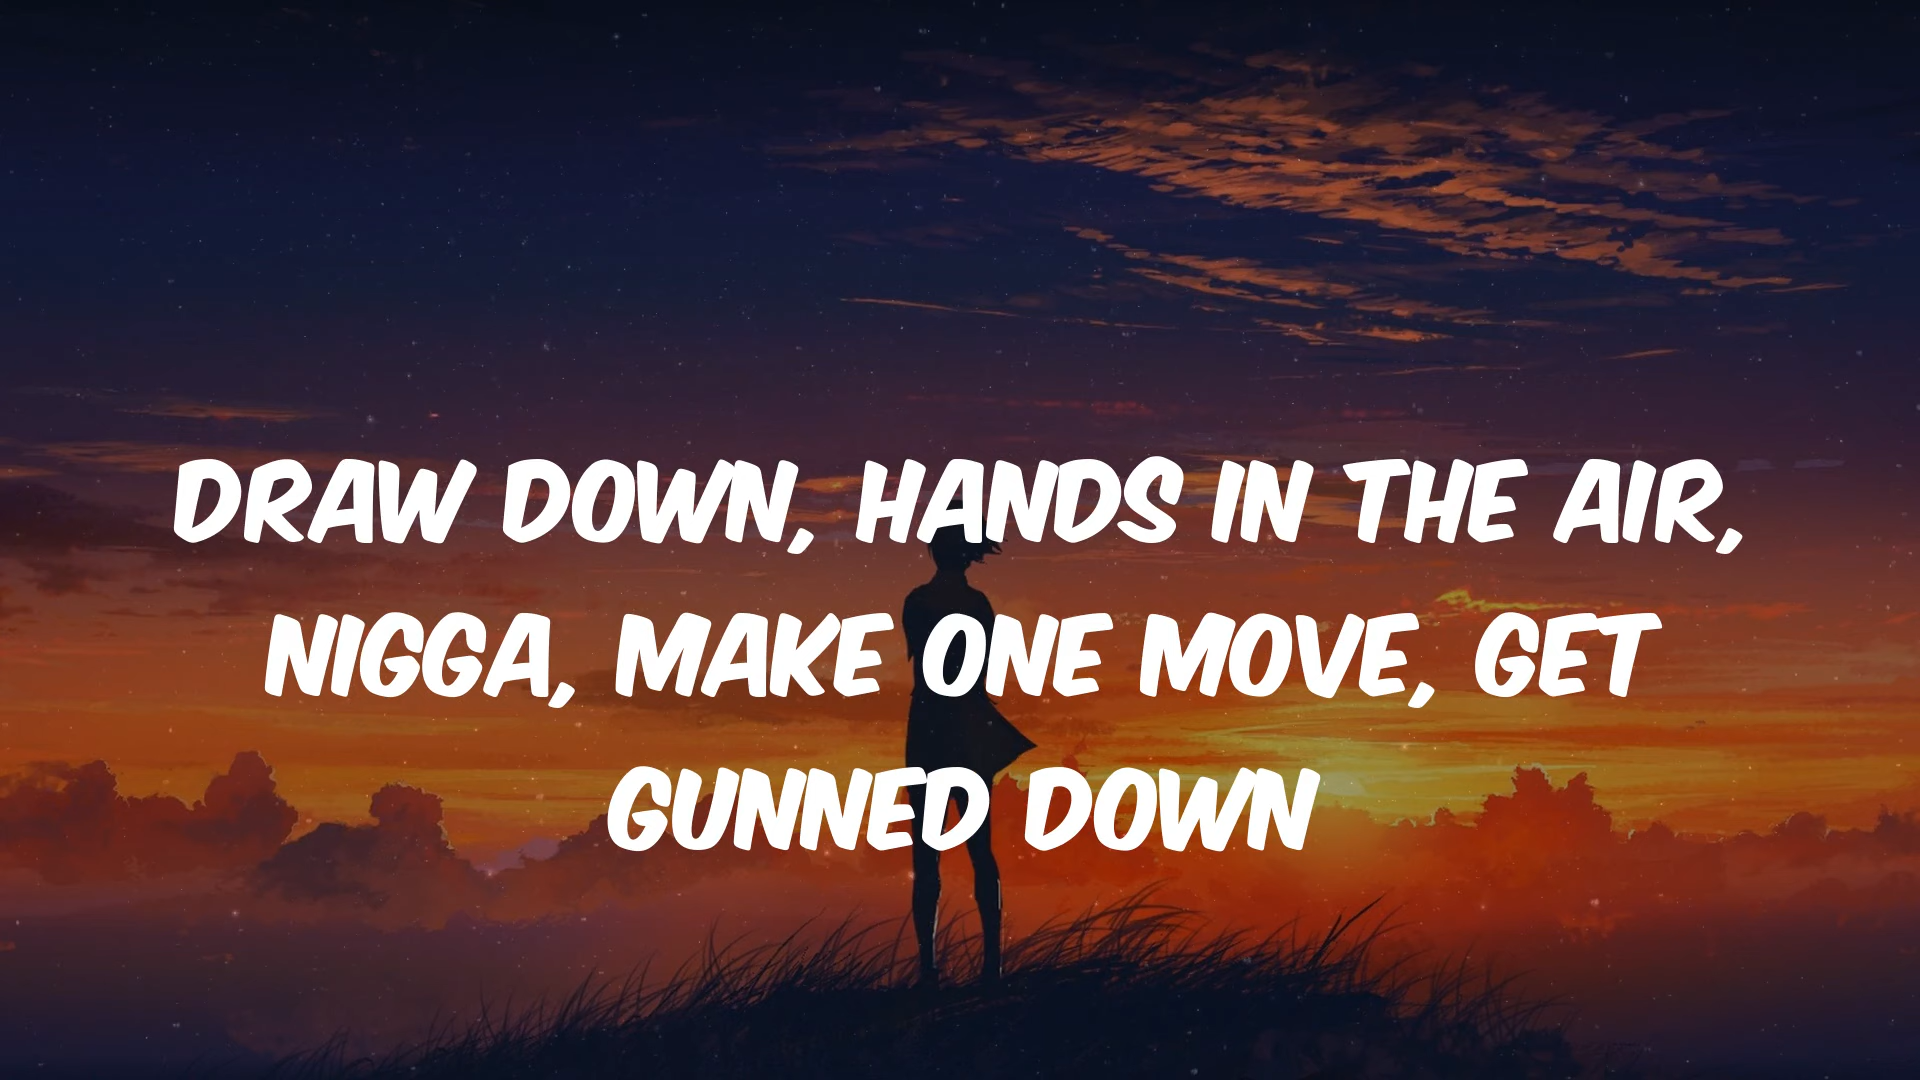 DRAW DOWN, HANDS IN THE AIR,
NIGGA, MAKE ONE MOVE, GET
GUNNED DOWN